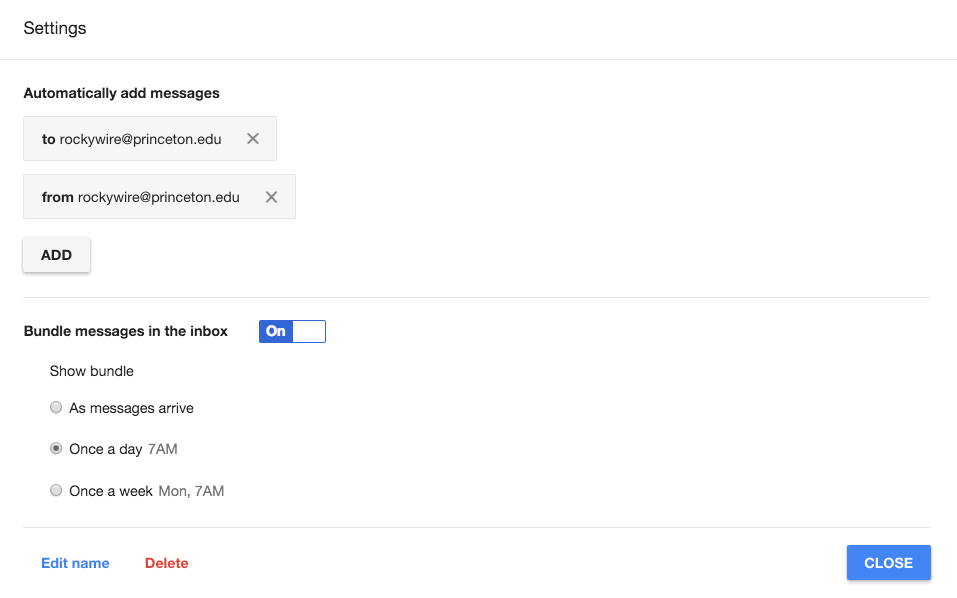 Settings
Automatically add messages
to rockywire@princeton.edu
from rockywire@princeton.edu
ADD
Bundle messages in the inbox On
Show bundle
As messages arrive
Once a day 7AM
Once a week Mon, 7AM
Edit name Delete CLOSE